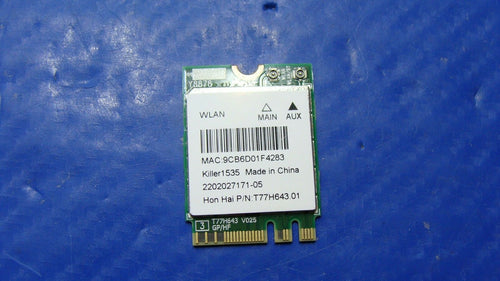 WLAN MAIN AUX
MAC:9CB6D01F4283
Killer1535 Made in China
2202027171-05
Hon Hai P/N:T77H643.01
3 T77H643 V025
GP/HF